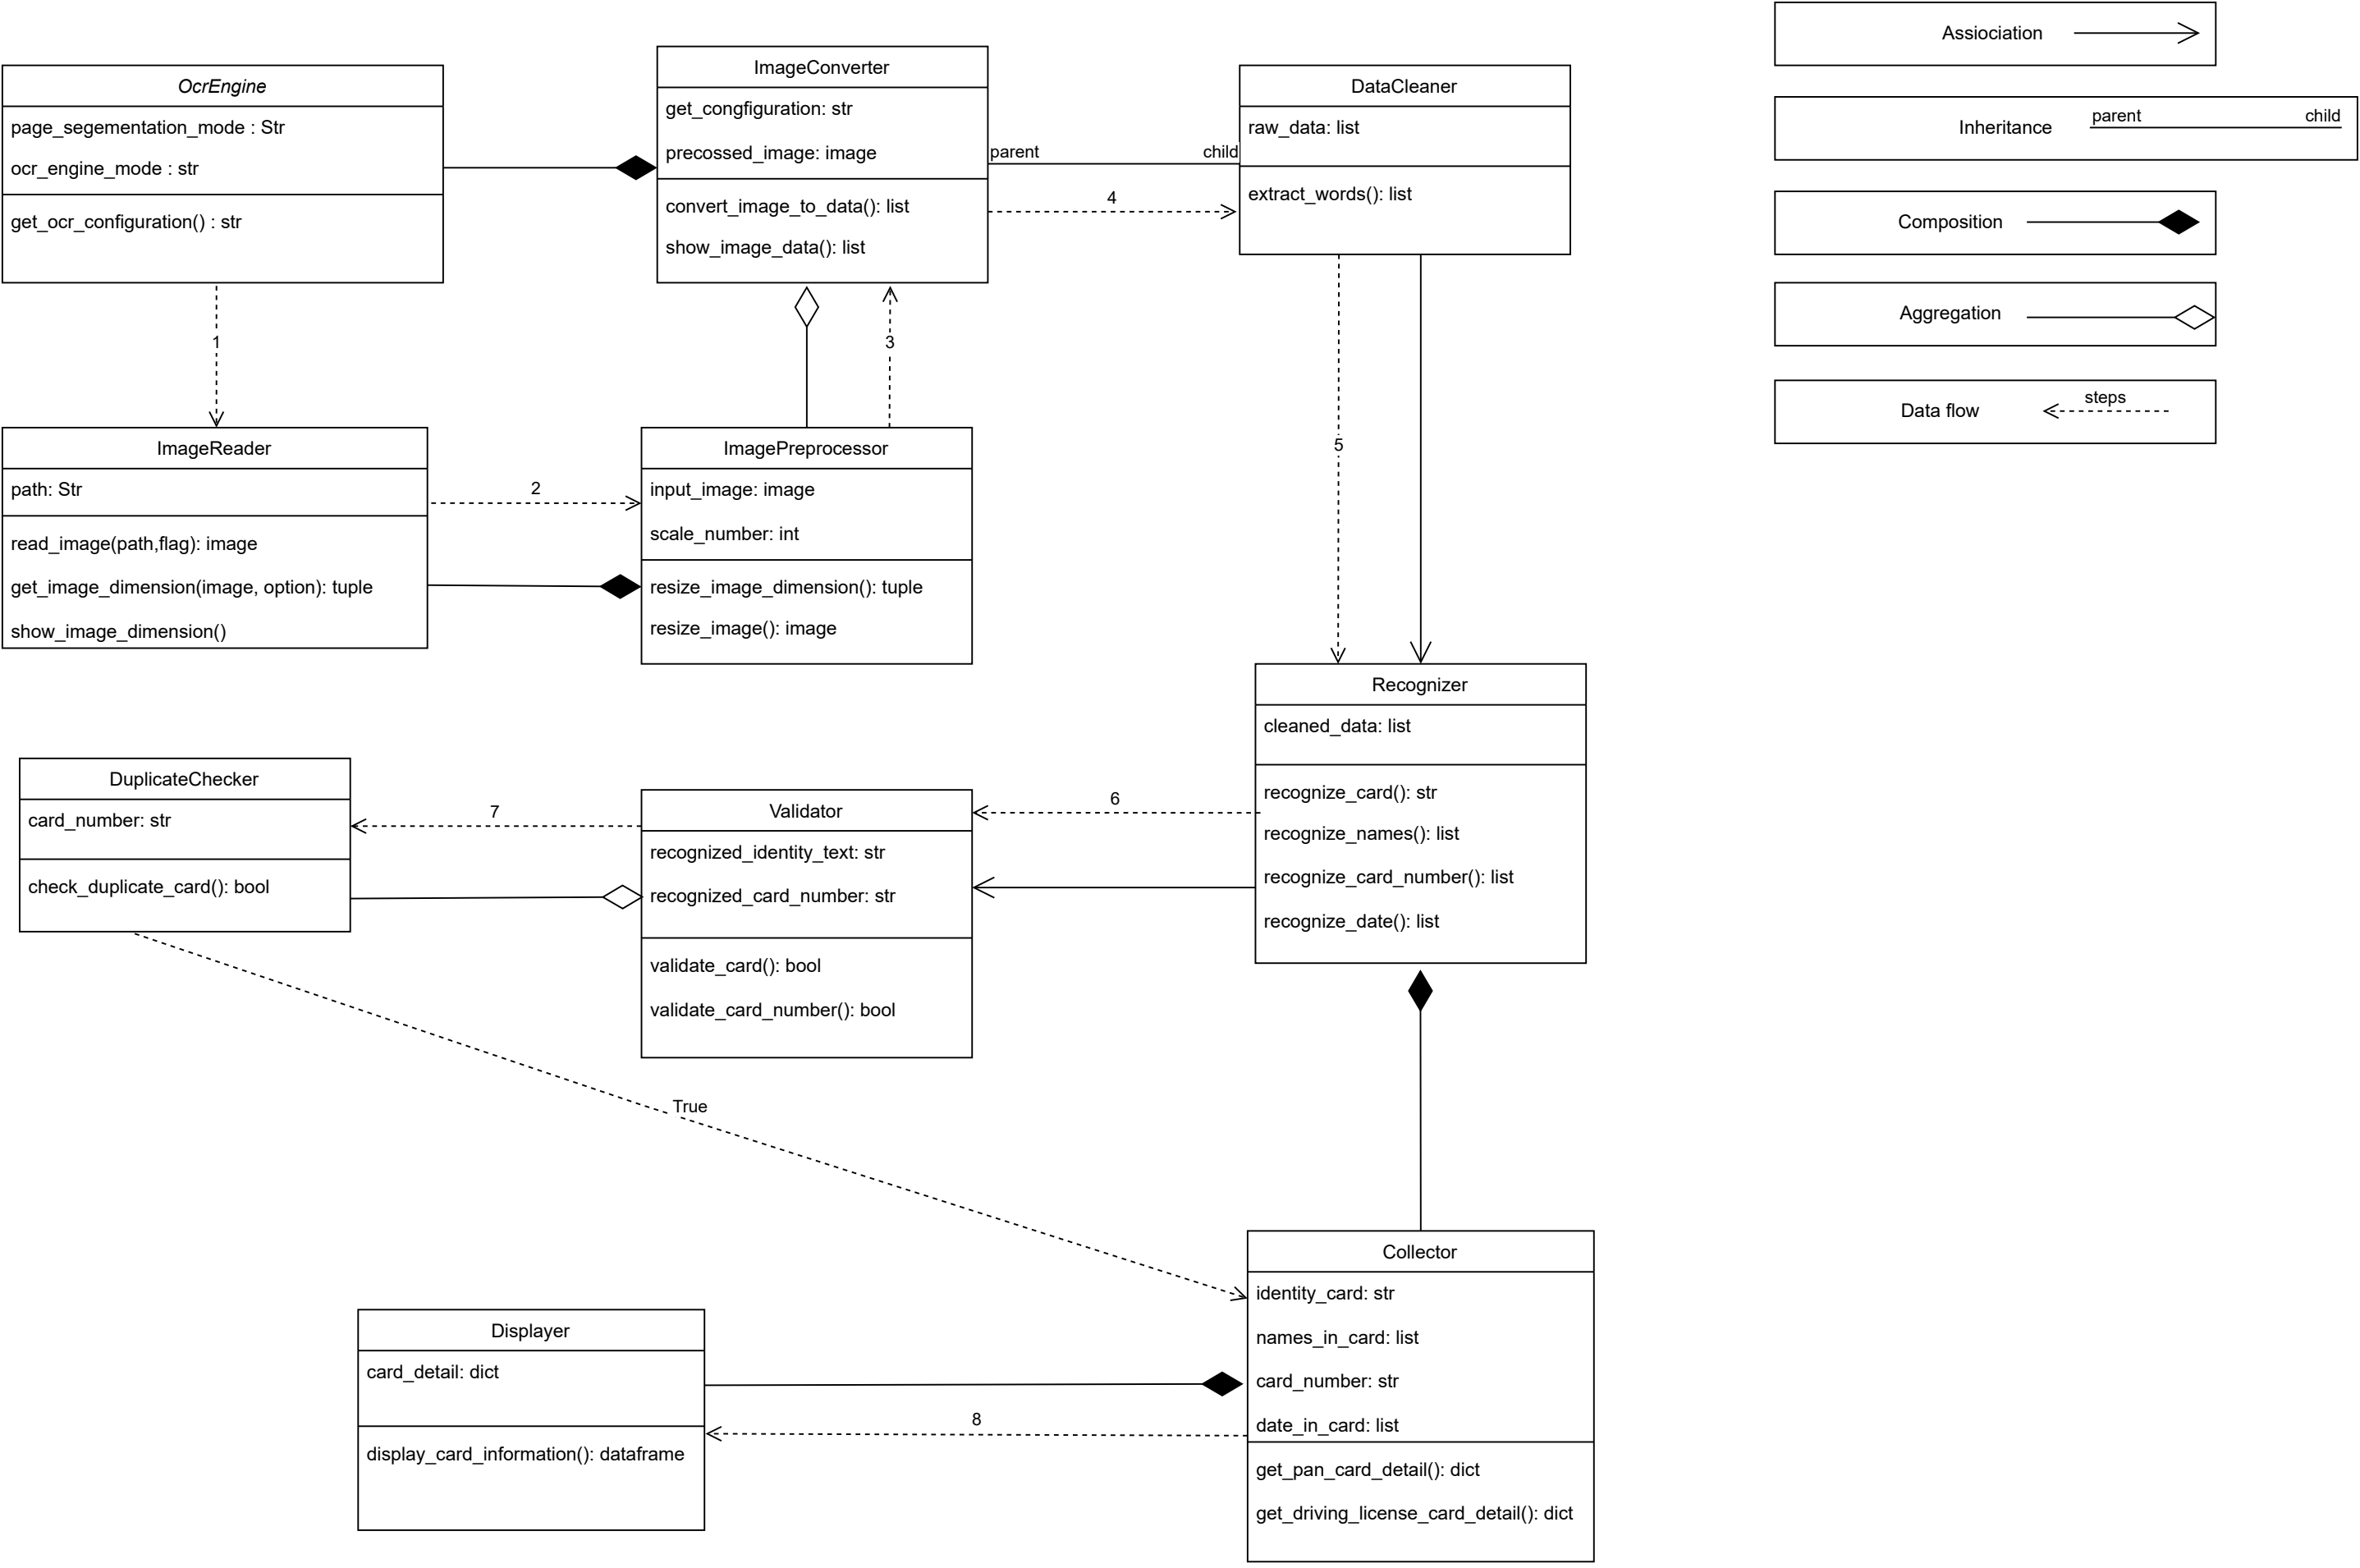 OcrEngine
page_segementation_mode : Str
ocr_engine_mode : str
get_ocr_configuration() : str
ImageConverter
get_congfiguration: str
precossed_image: image
convert_image_to_data(): list
show_image_data(): list
parent
child
4
DataCleaner
raw_data: list
extract_words(): list
Assiociation
Inheritance
parent
child
Composition
Aggregation
Data flow
steps
1
3
5
ImageReader
path: Str
read_image(path,flag): image
get_image_dimension(image, option): tuple
show_image_dimension()
2
ImagePreprocessor
input_image: image
scale_number: int
resize_image_dimension(): tuple
resize_image(): image
Recognizer
cleaned_data: list
recognize_card(): str
recognize_names(): list
recognize_card_number(): list
recognize_date(): list
6
DuplicateChecker
card_number: str
check_duplicate_card(): bool
7
Validator
recognized_identity_text: str
recognized_card_number: str
validate_card(): bool
validate_card_number(): bool
True
Collector
identity_card: str
names_in_card: list
card_number: str
date_in_card: list
get_pan_card_detail(): dict
get_driving_license_card_detail(): dict
Displayer
card_detail: dict
display_card_information(): dataframe
8